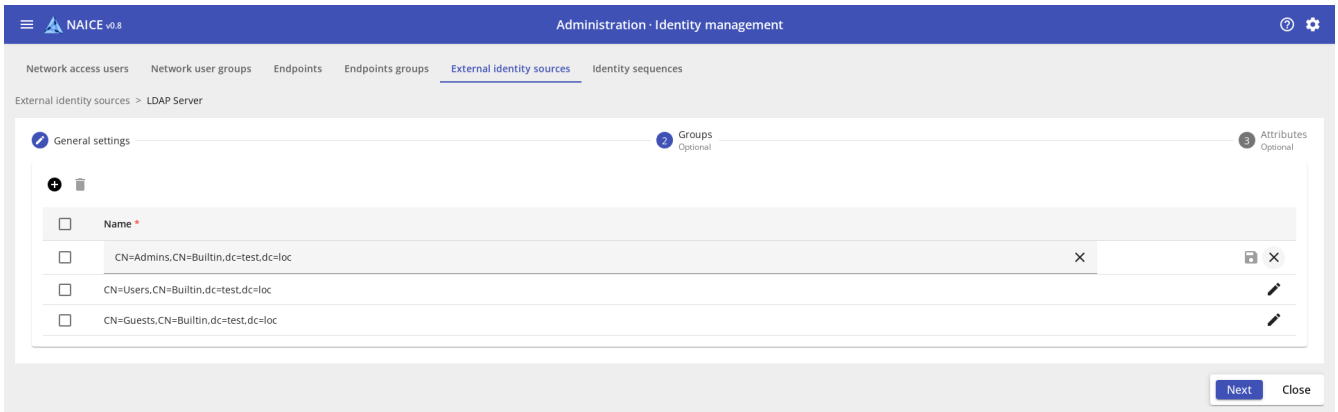 NAICE v0.8
Administration · Identity management
Network access users Network user groups Endpoints Endpoints groups External identity sources Identity sequences
External identity sources > LDAP Server
General settings
2 Groups
Optional
3 Attributes
Optional
Name *
CN=Admins,CN=Builtin,dc=test,dc=loc
CN=Users,CN=Builtin,dc=test,dc=loc
CN=Guests,CN=Builtin,dc=test,dc=loc
Next Close